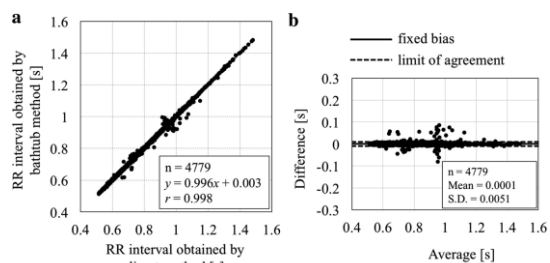 a
1.6
1.4
1.2
1
0.8
0.6
0.4
RR interval obtained by
bathtub method [s]
n = 4779
y = 0.996x + 0.003
r = 0.998
0.4 0.6 0.8 1 1.2 1.4 1.6
RR interval obtained by
b
fixed bias
limit of agreement
0.3
0.2
0.1
0
-0.1
-0.2
-0.3
Difference [s]
n = 4779
Mean = 0.0001
S.D. = 0.0051
0.4 0.6 0.8 1 1.2 1.4 1.6
Average [s]